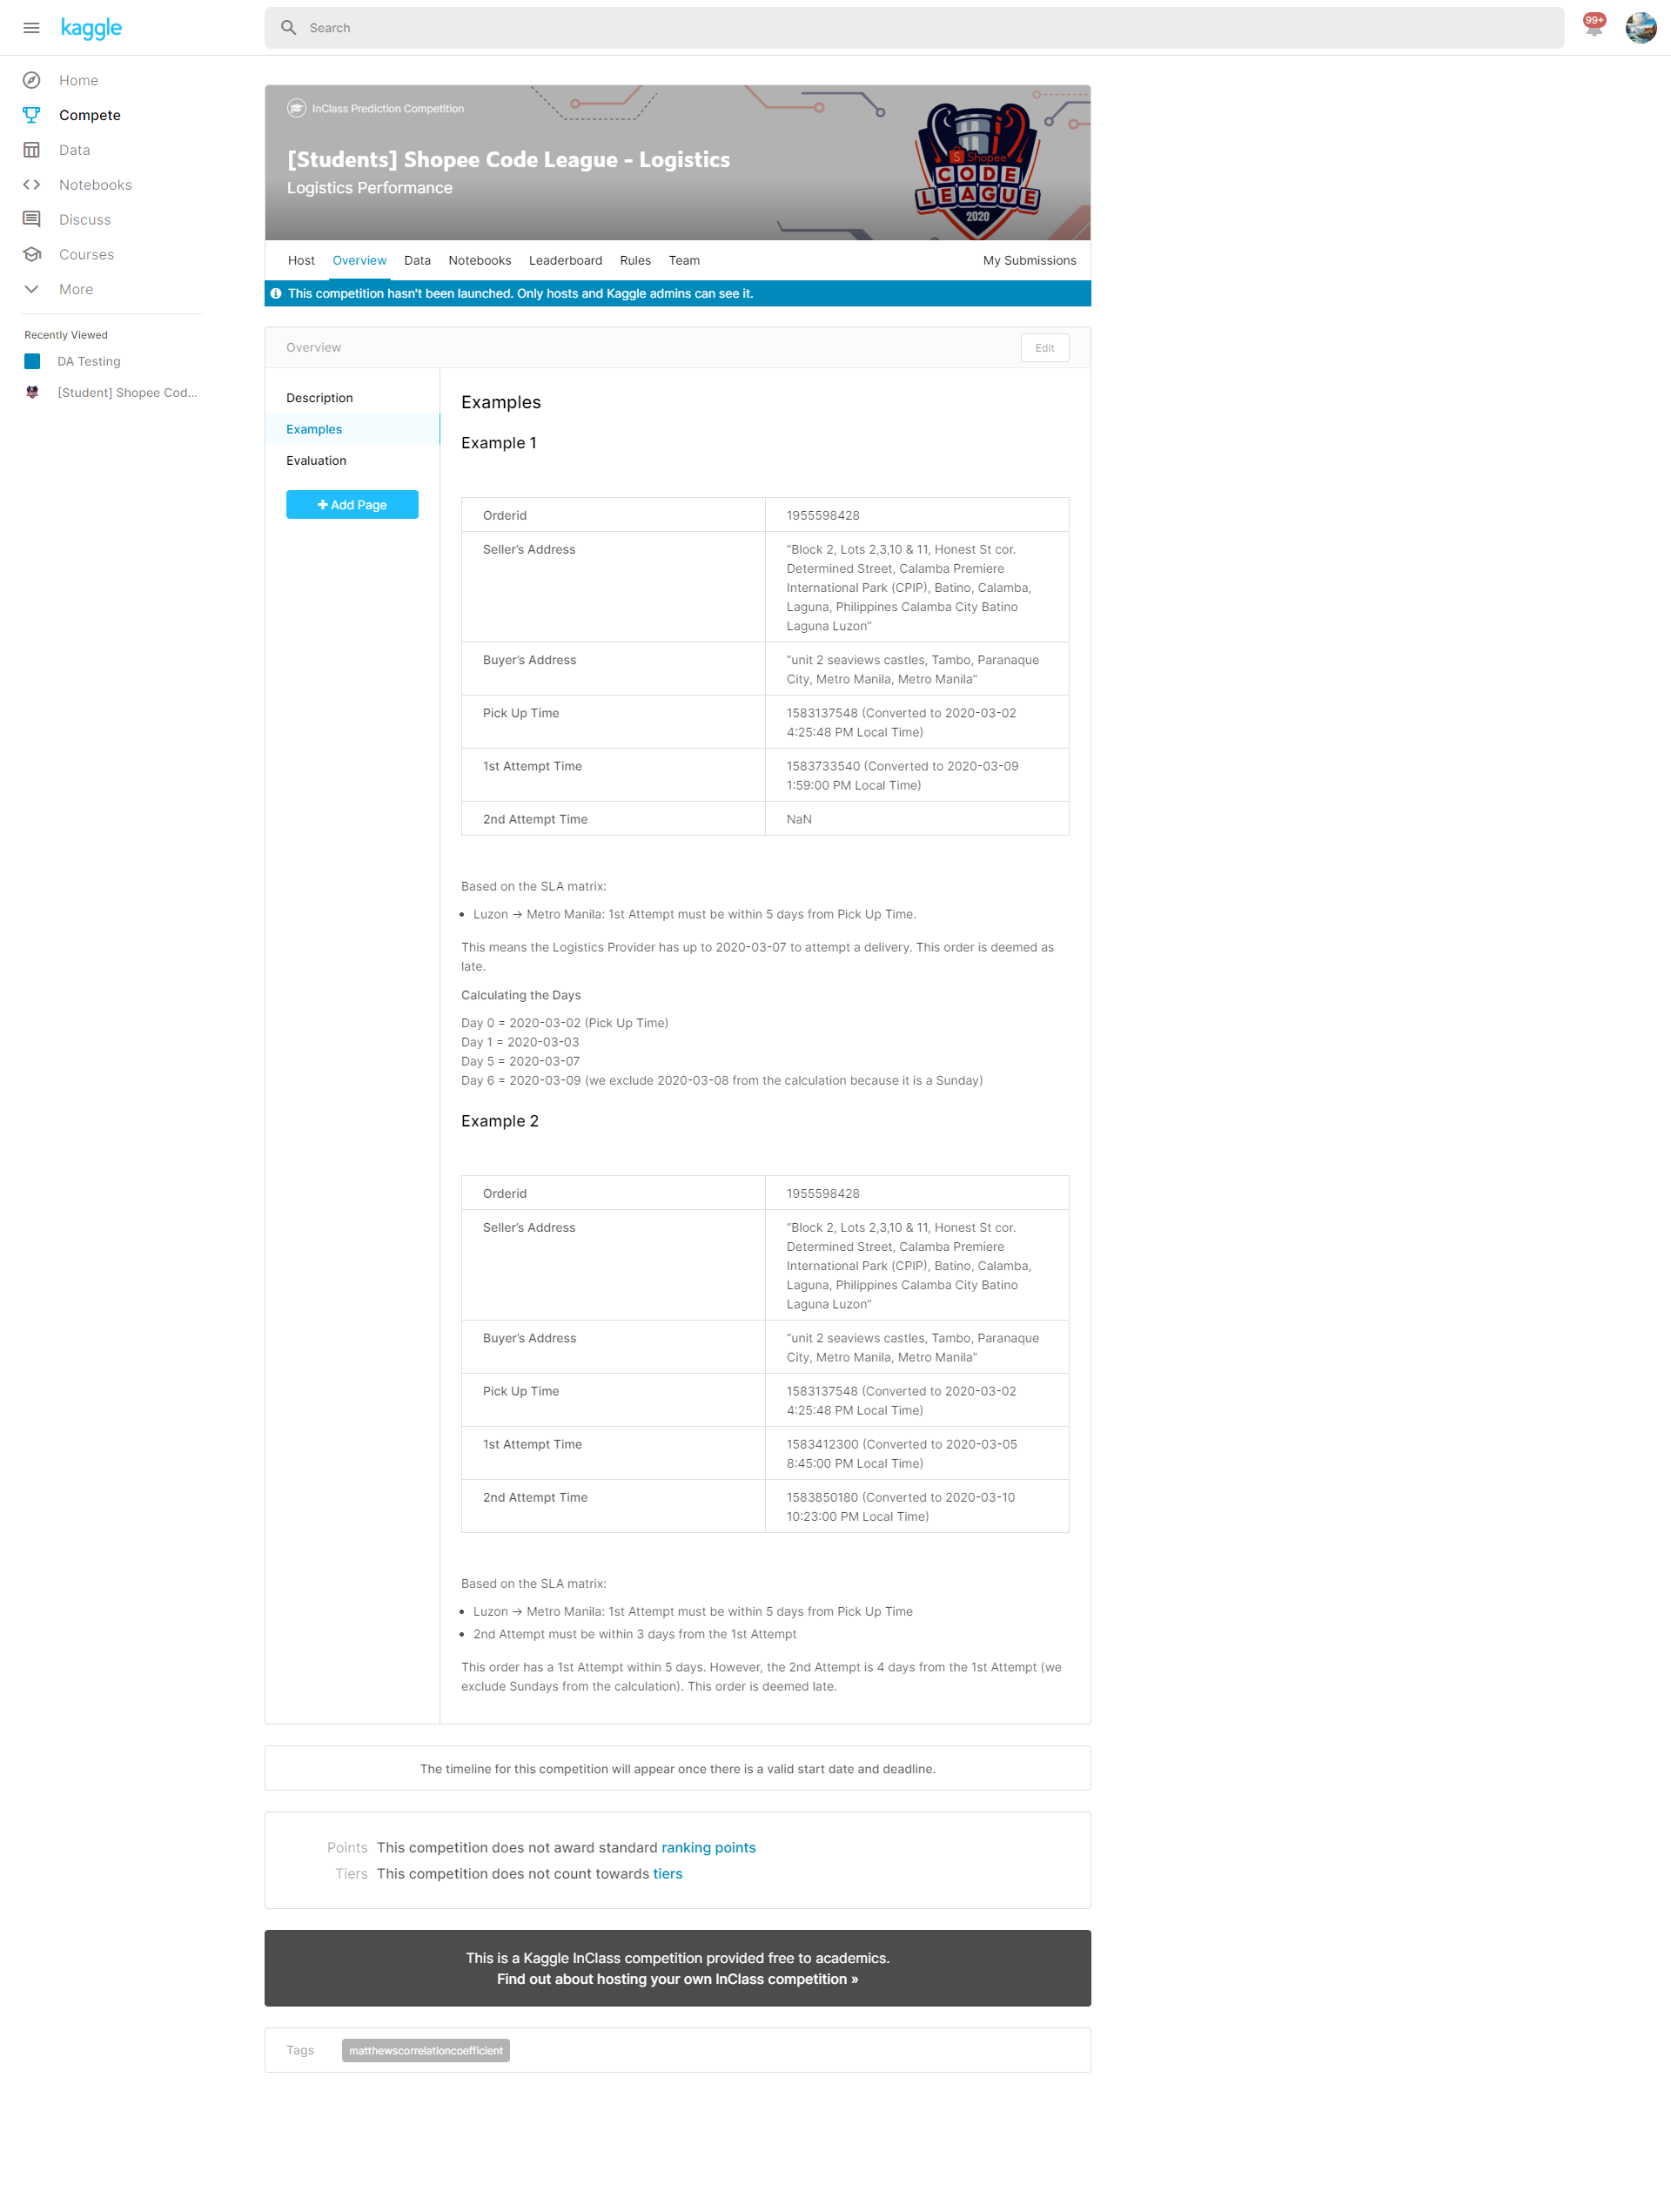 kaggle
Search
99+
Home
Compete
Data
Notebooks
Discuss
Courses
More
Recently Viewed
DA Testing
[Student] Shopee Cod...
InClass Prediction Competition
[Students] Shopee Code League - Logistics
Logistics Performance
Shopee
CODE
LEAGUE
2020
Host Overview Data Notebooks Leaderboard Rules Team My Submissions
This competition hasn't been launched. Only hosts and Kaggle admins can see it.
Overview Edit
Description
Examples
Evaluation
+ Add Page
Examples
Example 1
Orderid 1955598428
Seller’s Address “Block 2, Lots 2,3,10 & 11, Honest St cor.
Determined Street, Calamba Premiere
International Park (CPIP), Batino, Calamba,
Laguna, Philippines Calamba City Batino
Laguna Luzon”
Buyer’s Address “unit 2 seaviews castles, Tambo, Paranaque
City, Metro Manila, Metro Manila”
Pick Up Time 1583137548 (Converted to 2020-03-02
4:25:48 PM Local Time)
1st Attempt Time 1583733540 (Converted to 2020-03-09
1:59:00 PM Local Time)
2nd Attempt Time NaN
Based on the SLA matrix:
• Luzon → Metro Manila: 1st Attempt must be within 5 days from Pick Up Time.
This means the Logistics Provider has up to 2020-03-07 to attempt a delivery. This order is deemed as
late.
Calculating the Days
Day 0 = 2020-03-02 (Pick Up Time)
Day 1 = 2020-03-03
Day 5 = 2020-03-07
Day 6 = 2020-03-09 (we exclude 2020-03-08 from the calculation because it is a Sunday)
Example 2
Orderid 1955598428
Seller’s Address “Block 2, Lots 2,3,10 & 11, Honest St cor.
Determined Street, Calamba Premiere
International Park (CPIP), Batino, Calamba,
Laguna, Philippines Calamba City Batino
Laguna Luzon”
Buyer’s Address “unit 2 seaviews castles, Tambo, Paranaque
City, Metro Manila, Metro Manila”
Pick Up Time 1583137548 (Converted to 2020-03-02
4:25:48 PM Local Time)
1st Attempt Time 1583412300 (Converted to 2020-03-05
8:45:00 PM Local Time)
2nd Attempt Time 1583850180 (Converted to 2020-03-10
10:23:00 PM Local Time)
Based on the SLA matrix:
• Luzon → Metro Manila: 1st Attempt must be within 5 days from Pick Up Time
• 2nd Attempt must be within 3 days from the 1st Attempt
This order has a 1st Attempt within 5 days. However, the 2nd Attempt is 4 days from the 1st Attempt (we
exclude Sundays from the calculation). This order is deemed late.
The timeline for this competition will appear once there is a valid start date and deadline.
Points This competition does not award standard ranking points
Tiers This competition does not count towards tiers
This is a Kaggle InClass competition provided free to academics.
Find out about hosting your own InClass competition »
Tags matthewscorrelationcoefficient